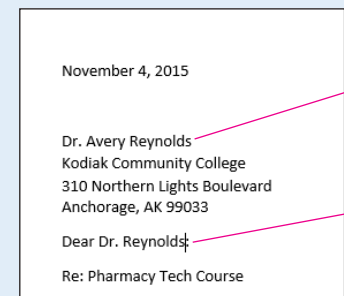 November 4, 2015
Dr. Avery Reynolds
Kodiak Community College
310 Northern Lights Boulevard
Anchorage, AK 99033
Dear Dr. Reynolds:
Re: Pharmacy Tech Course